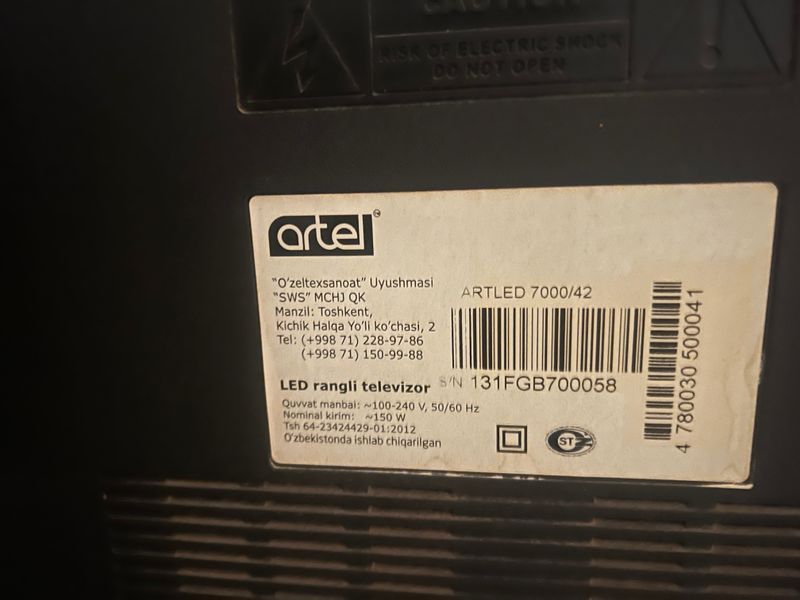 CAUTION
RISK OF ELECTRIC SHOCK
DO NOT OPEN
artel
"O'zeltexsanoat" Uyushmasi
"SWS" MCHJ QK
Manzil: Toshkent,
Kichik Halqa Yo'li ko'chasi, 2
Tel: (+998 71) 228-97-86
(+998 71) 150-99-88
LED rangli televizor
Quvvat manbai: ~100-240 V, 50/60 Hz
Nominal kirim: ~150 W
Tsh 64-23424429-01:2012
O'zbekistonda ishlab chiqarilgan
ARTLED 7000/42
S/N 131FGB700058
ST
4 780030 500041